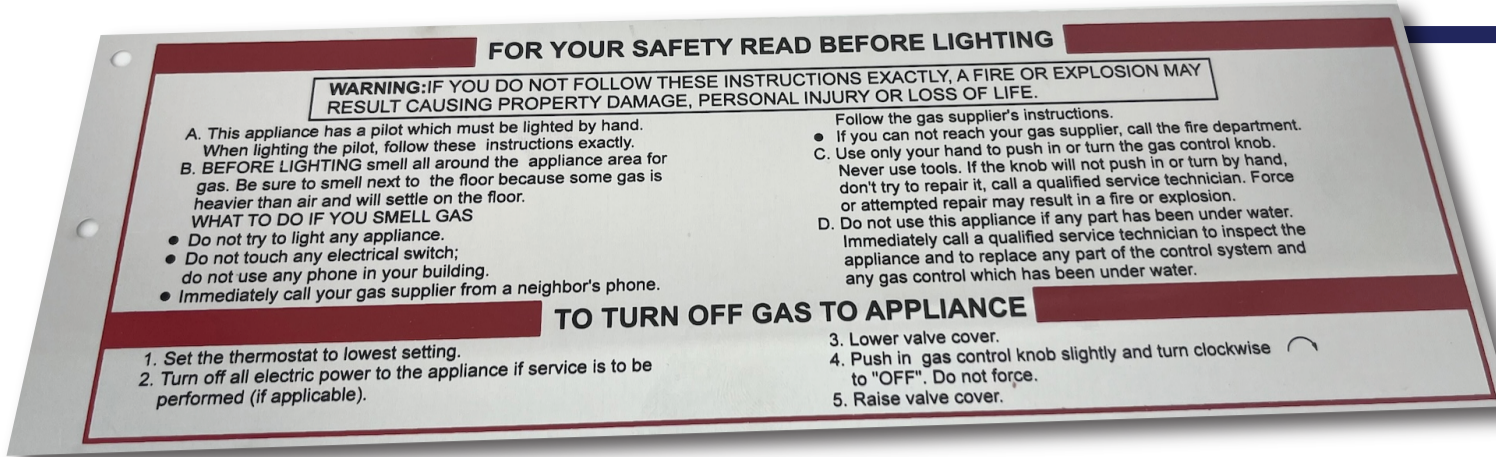 FOR YOUR SAFETY READ BEFORE LIGHTING
WARNING:IF YOU DO NOT FOLLOW THESE INSTRUCTIONS EXACTLY, A FIRE OR EXPLOSION MAY
RESULT CAUSING PROPERTY DAMAGE, PERSONAL INJURY OR LOSS OF LIFE.
A. This appliance has a pilot which must be lighted by hand.
When lighting the pilot, follow these instructions exactly.
B. BEFORE LIGHTING smell all around the appliance area for
gas. Be sure to smell next to the floor because some gas is
heavier than air and will settle on the floor.
WHAT TO DO IF YOU SMELL GAS
● Do not try to light any appliance.
● Do not touch any electrical switch;
do not use any phone in your building.
● Immediately call your gas supplier from a neighbor's phone.
Follow the gas supplier's instructions.
● If you can not reach your gas supplier, call the fire department.
C. Use only your hand to push in or turn the gas control knob.
Never use tools. If the knob will not push in or turn by hand,
don't try to repair it, call a qualified service technician. Force
or attempted repair may result in a fire or explosion.
D. Do not use this appliance if any part has been under water.
Immediately call a qualified service technician to inspect the
appliance and to replace any part of the control system and
any gas control which has been under water.
TO TURN OFF GAS TO APPLIANCE
1. Set the thermostat to lowest setting.
2. Turn off all electric power to the appliance if service is to be
performed (if applicable).
3. Lower valve cover.
4. Push in gas control knob slightly and turn clockwise
to "OFF". Do not force.
5. Raise valve cover.